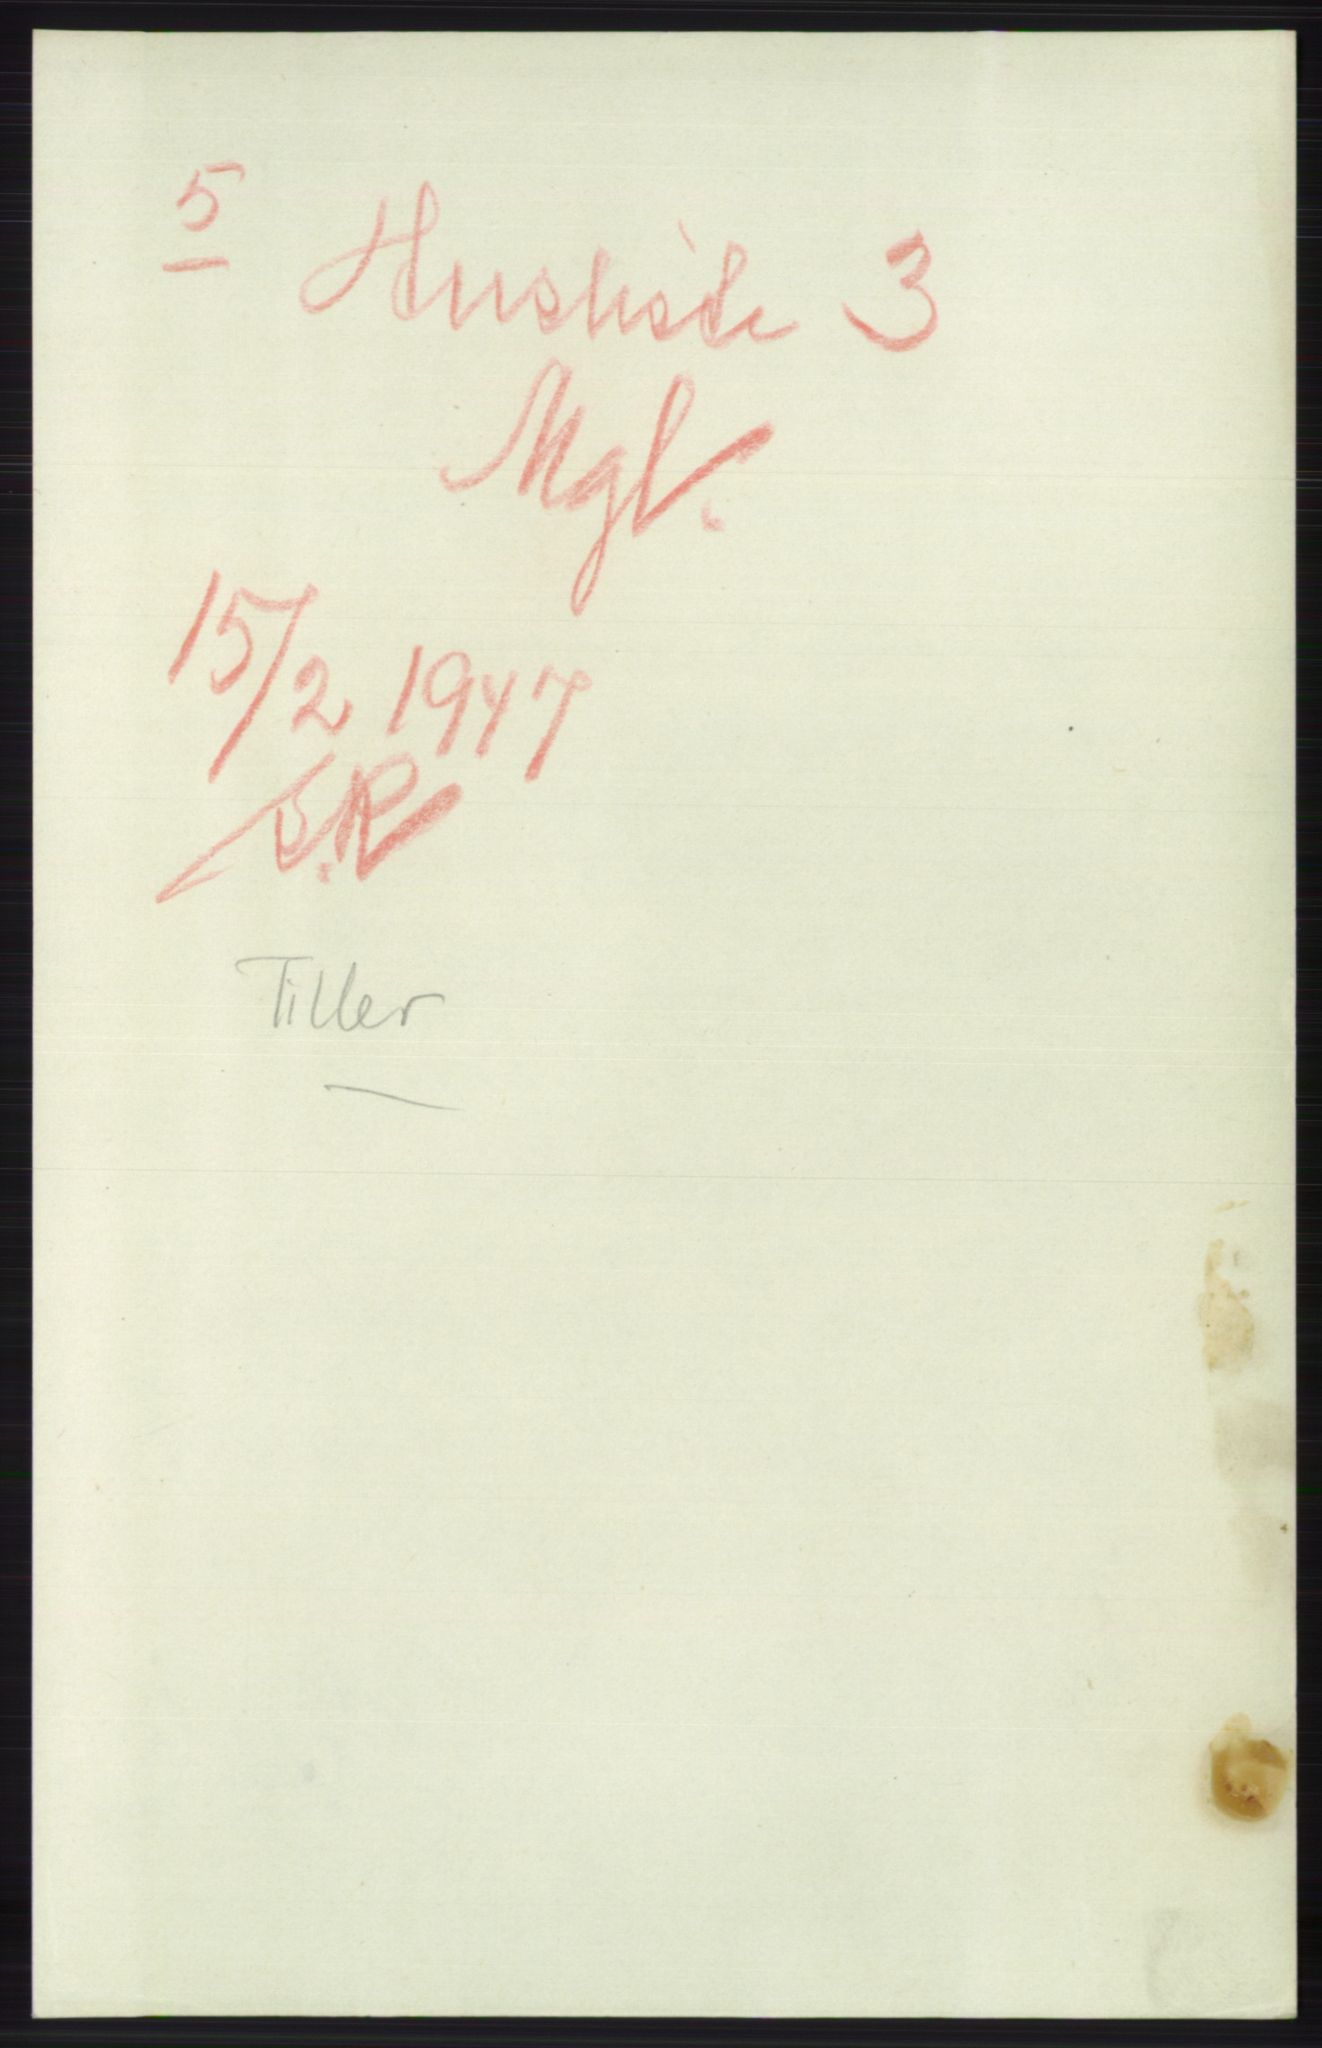 5
Husliste 3
Mgl.
15/2 1947
S.R
Tiller